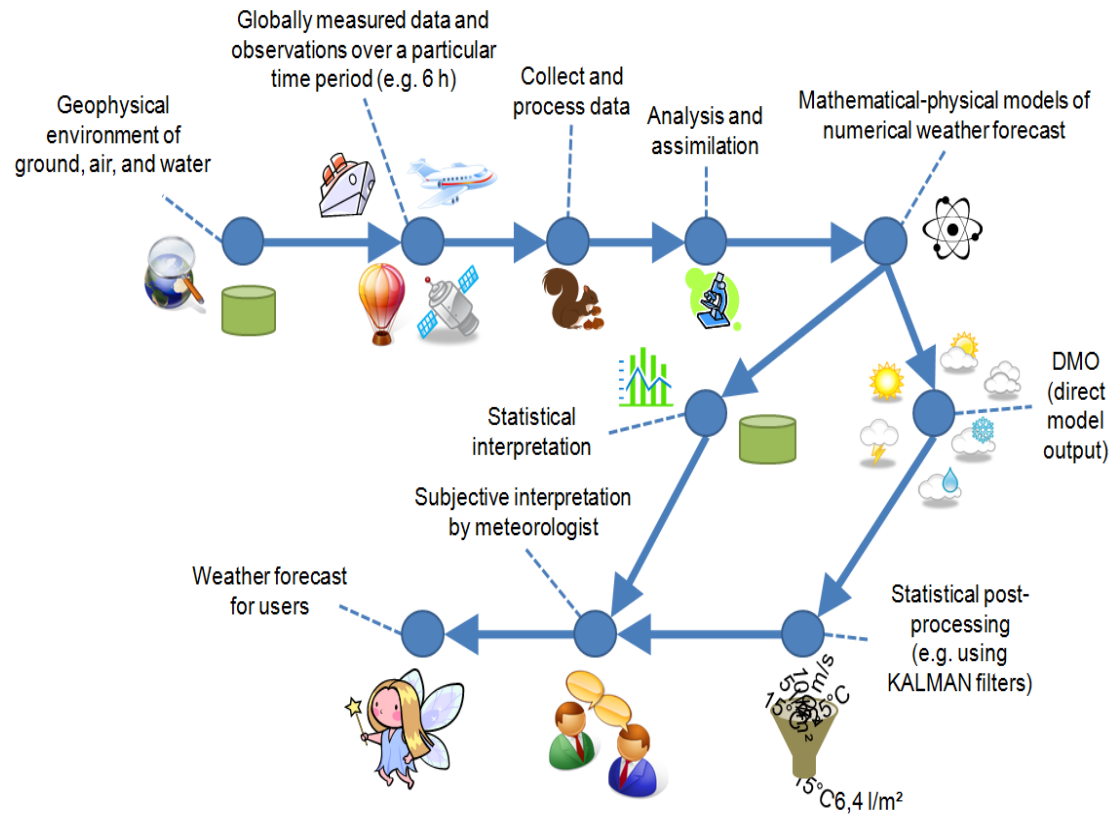 Globally measured data and
observations over a particular
time period (e.g. 6 h)
Geophysical
environment of
ground, air, and water
Collect and
process data
Analysis and
assimilation
Mathematical-physical models of
numerical weather forecast
DMO
(direct
model
output)
Statistical
interpretation
Subjective interpretation
by meteorologist
Weather forecast
for users
Statistical post-
processing
(e.g. using
KALMAN filters)
m/s
15°C
15°C
6,4 l/m²